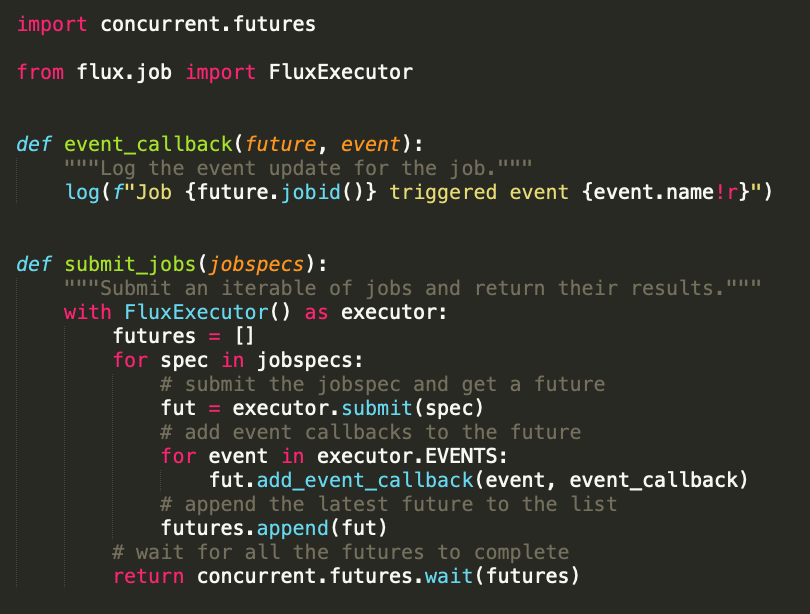 import concurrent.futures
from flux.job import FluxExecutor
def event_callback(future, event):
    """Log the event update for the job."""
    log(f"Job {future.jobid()} triggered event {event.name!r}")
def submit_jobs(jobspecs):
    """Submit an iterable of jobs and return their results."""
    with FluxExecutor() as executor:
        futures = []
        for spec in jobspecs:
            # submit the jobspec and get a future
            fut = executor.submit(spec)
            # add event callbacks to the future
            for event in executor.EVENTS:
                fut.add_event_callback(event, event_callback)
            # append the latest future to the list
            futures.append(fut)
        # wait for all the futures to complete
        return concurrent.futures.wait(futures)